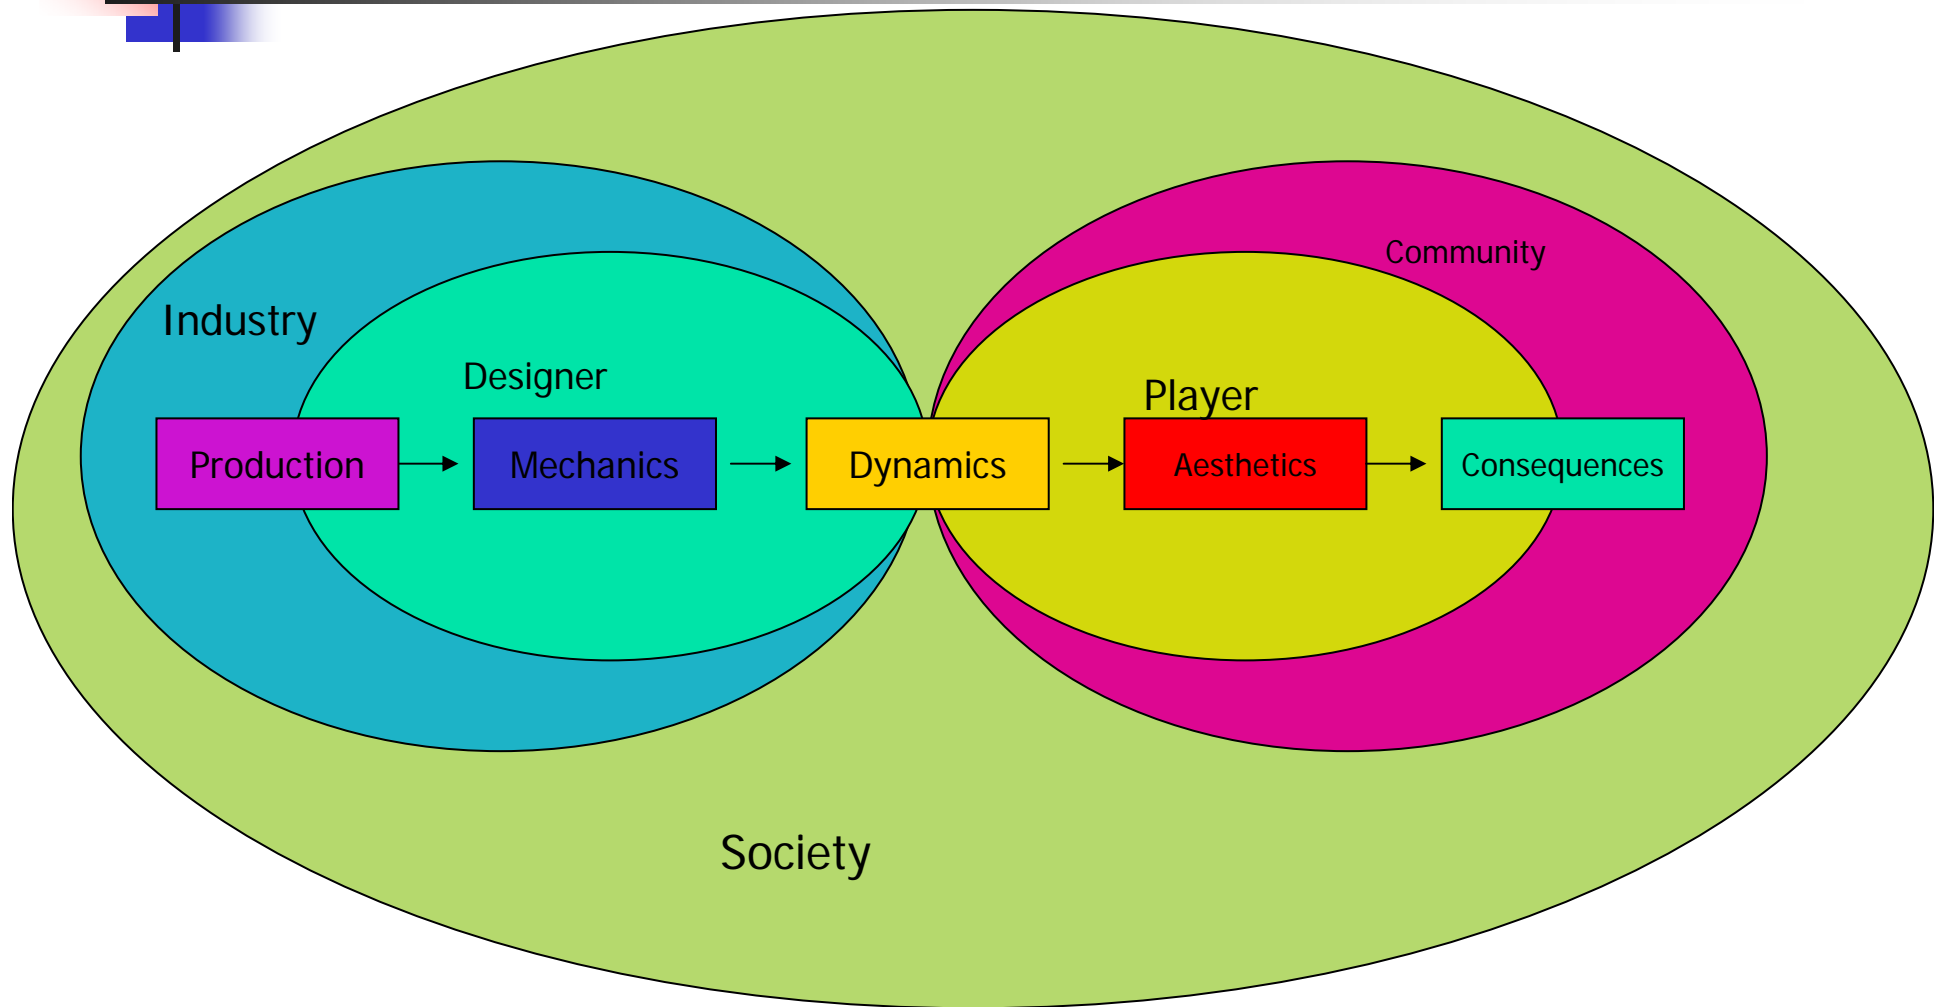 Community
Industry
Designer
Player
Production
Mechanics
Dynamics
Aesthetics
Consequences
Society